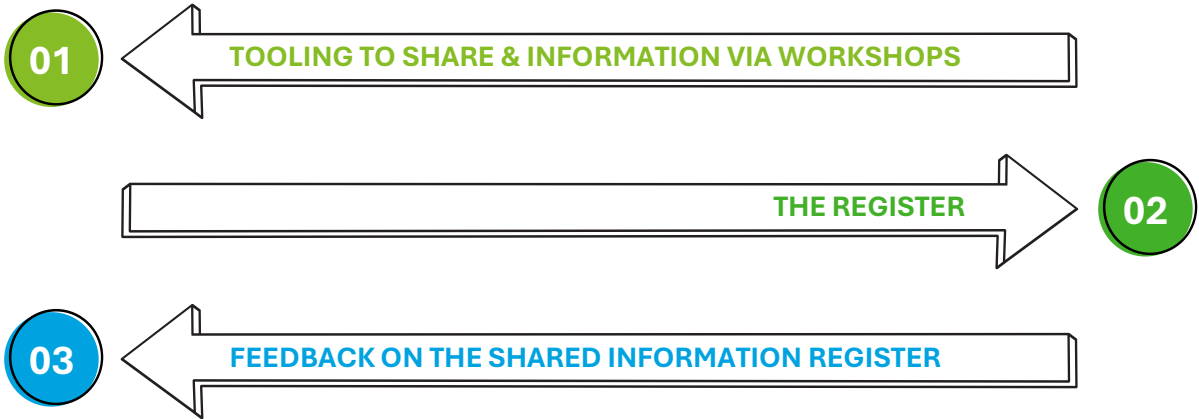 01
TOOLING TO SHARE & INFORMATION VIA WORKSHOPS
THE REGISTER
02
03
FEEDBACK ON THE SHARED INFORMATION REGISTER